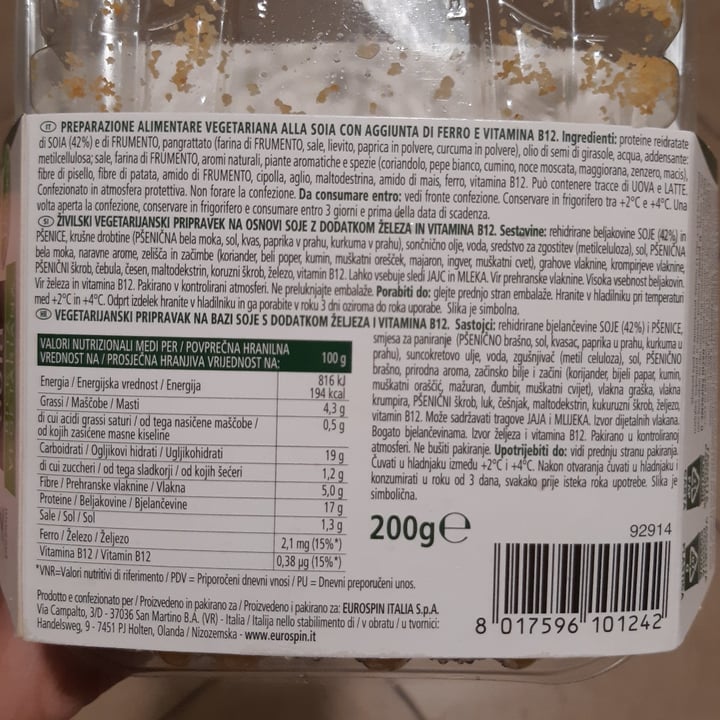 IT PREPARAZIONE ALIMENTARE VEGETARIANA ALLA SOIA CON AGGIUNTA DI FERRO E VITAMINA B12. Ingredienti: proteine reidratate
di SOIA (42%) e di FRUMENTO, pangrattato (farina di FRUMENTO, sale, lievito, paprica in polvere, curcuma in polvere), olio di semi di girasole, acqua, addensante:
metilcellulosa; sale, farina di FRUMENTO, aromi naturali, piante aromatiche e spezie (coriandolo, pepe bianco, cumino, noce moscata, maggiorana, zenzero, macis),
fibre di pisello, fibre di patata, amido di FRUMENTO, cipolla, aglio, maltodestrina, amido di mais, ferro, vitamina B12. Può contenere tracce di UOVA e LATTE.
Confezionato in atmosfera protettiva. Non forare la confezione. Da consumare entro: vedi fronte confezione. Conservare in frigorifero tra +2°C e +4°C. Una
volta aperta la confezione, conservare in frigorifero e consumare entro 3 giorni e prima della data di scadenza.
SI ŽIVILSKI VEGETARIJANSKI PRIPRAVEK NA OSNOVI SOJE Z DODATKOM ŽELEZA IN VITAMINA B12. Sestavine: rehidrirane beljakovine SOJE (42%) in
PŠENICE, krušne drobtine (PŠENIČNA bela moka, sol, kvas, paprika v prahu, kurkuma v prahu), sončnično olje, voda, sredstvo za zgostitev (metilceluloza), sol, PŠENIČNA
bela moka, naravne arome, zelišča in začimbe (koriander, beli poper, kumin, muškatni orešček, majaron, ingver, muškatni cvet), grahove vlaknine, krompirjeve vlaknine,
PŠENIČNI škrob, čebula, česen, maltodekstrin, koruzni škrob, železo, vitamin B12. Lahko vsebuje sledi JAJC in MLEKA. Vir prehranske vlaknine. Visoka vsebnost beljakovin.
Vir železa in vitamina B12. Pakirano v kontrolirani atmosferi. Ne preluknjajte embalaže. Porabiti do: glejte prednjo stran embalaže. Hranite v hladilniku pri temperaturi
med +2°C in +4°C. Odprt izdelek hranite v hladilniku in ga porabite v roku 3 dni oziroma do roka uporabe. Slika je simbolna.
HR VEGETARIJANSKI PRIPRAVAK NA BAZI SOJE S DODATKOM ŽELJEZA I VITAMINA B12. Sastojci: rehidrirane bjelančevine SOJE (42%) i PŠENICE,
smjesa za paniranje (PŠENIČNO brašno, sol, kvasac, paprika u prahu, kurkuma u
prahu), suncokretovo ulje, voda, zgušnjivač (metil celuloza), sol, PŠENIČNO
brašno, prirodna aroma, začinsko bilje i začini (korijander, bijeli papar, kumin,
muškatni oraščić, mažuran, đumbir, muškatni cvijet), vlakna graška, vlakna
krumpira, PŠENIČNI škrob, luk, češnjak, maltodekstrin, kukuruzni škrob, željezo,
vitamin B12. Može sadržavati tragove JAJA i MLIJEKA. Izvor dijetalnih vlakana.
Bogato bjelančevinama. Izvor željeza i vitamina B12. Pakirano u kontroliranoj
atmosferi. Ne bušiti pakiranje. Upotrijebiti do: vidi prednju stranu pakiranja.
Čuvati u hladnjaku između +2°C i +4°C. Nakon otvaranja čuvati u hladnjaku i
konzumirati u roku od 3 dana, svakako prije isteka roka upotrebe. Slika je
simbolična.
VALORI NUTRIZIONALI MEDI PER / POVPREČNA HRANILNA
VREDNOST NA / PROSJEČNA HRANJIVA VRIJEDNOST NA: 100 g
Energia / Energijska vrednost / Energija 816 kJ
194 kcal
Grassi / Maščobe / Masti 4,3 g
di cui acidi grassi saturi / od tega nasičene maščobe / 0,5 g
od kojih zasićene masne kiseline
Carboidrati / Ogljikovi hidrati / Ugljikohidrati 19 g
di cui zuccheri / od tega sladkorji / od kojih šećeri 1,2 g
Fibre / Prehranske vlaknine / Vlakna 5,0 g
Proteine / Beljakovine / Bjelančevine 17 g
Sale / Sol / Sol 1,3 g
Ferro / Železo / Željezo 2,1 mg (15%*)
Vitamina B12 / Vitamin B12 0,38 µg (15%*)
*VNR=Valori nutritivi di riferimento / PDV = Priporočeni dnevni vnosi / PU = Dnevni preporučeni unos.
200g℮
92914
Prodotto e confezionato per / Proizvedeno in pakirano za / Proizvedeno i pakirano za: EUROSPIN ITALIA S.p.A.
Via Campalto, 3/D - 37036 San Martino B.A. (VR) - Italia / Italija nello stabilimento di / v obratu / u tvornici:
Handelsweg, 9 - 7451 PJ Holten, Olanda / Nizozemska - www.eurospin.it
8 017596 101242